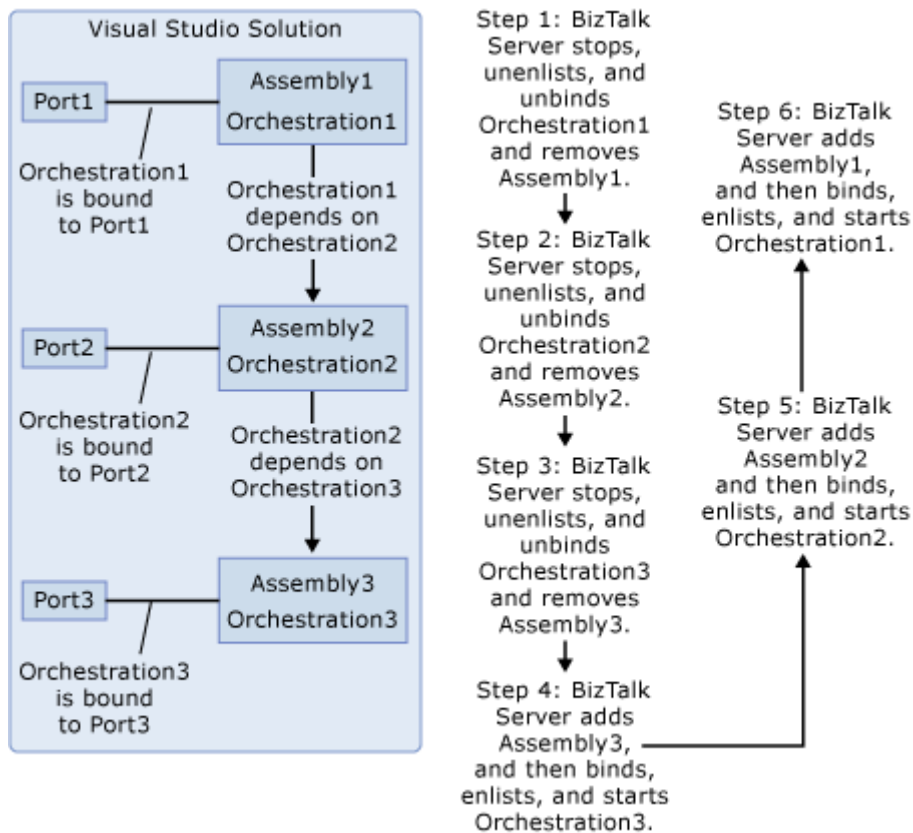 Visual Studio Solution
Port1
Assembly1
Orchestration1
Orchestration1
is bound
to Port1
Orchestration1
depends on
Orchestration2
Port2
Assembly2
Orchestration2
Orchestration2
is bound
to Port2
Orchestration2
depends on
Orchestration3
Port3
Assembly3
Orchestration3
Orchestration3
is bound
to Port3
Step 1: BizTalk
Server stops,
unenlists, and
unbinds
Orchestration1
and removes
Assembly1.
Step 2: BizTalk
Server stops,
unenlists, and
unbinds
Orchestration2
and removes
Assembly2.
Step 3: BizTalk
Server stops,
unenlists, and
unbinds
Orchestration3
and removes
Assembly3.
Step 4: BizTalk
Server adds
Assembly3,
and then binds,
enlists, and starts
Orchestration3.
Step 5: BizTalk
Server adds
Assembly2
and then binds,
enlists, and starts
Orchestration2.
Step 6: BizTalk
Server adds
Assembly1,
and then binds,
enlists, and starts
Orchestration1.